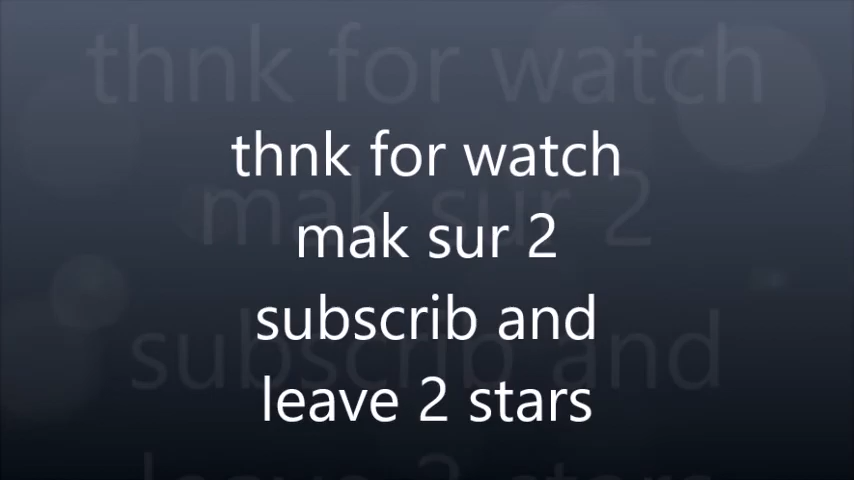 thnk for watch
mak sur 2
subscrib and
leave 2 stars